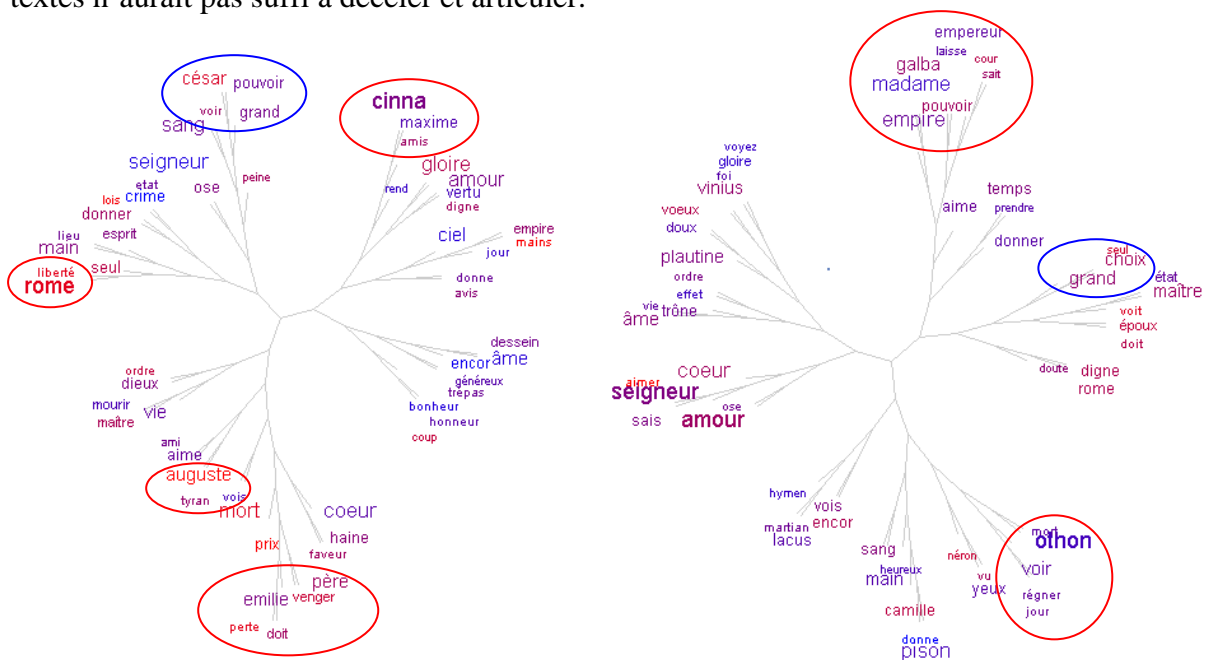 textes n'aurait pas suffi à déceler et articuler.
césar
pouvoir
voir
grand
sang
cinna
maxime
amis
seigneur
etat
lois
crime
ose
peine
donner
lieu
esprit
main
liberté
seul
rome
rend
gloire
amour
vertu
digne
ciel
empire
mains
jour
donne
avis
dessein
encor
âme
généreux
trépas
bonheur
honneur
coup
ordre
dieux
mourir
vie
maître
ami
aime
auguste
tyran
vois
mort
coeur
prix
haine
faveur
père
emilie
venger
perte
doit
empereur
laisse
galba
cour
sait
madame
pouvoir
empire
voyez
gloire
foi
vinius
voeux
doux
plautine
ordre
effet
vie
trône
âme
aime
temps
prendre
donner
seul
choix
grand
état
maître
voit
époux
doit
doute
digne
rome
aimer
coeur
seigneur
ose
sais
amour
hymen
vois
martian
encor
lacus
sang
heureux
main
camille
donne
pison
néron
vu
yeux
mort
othon
voir
régner
jour